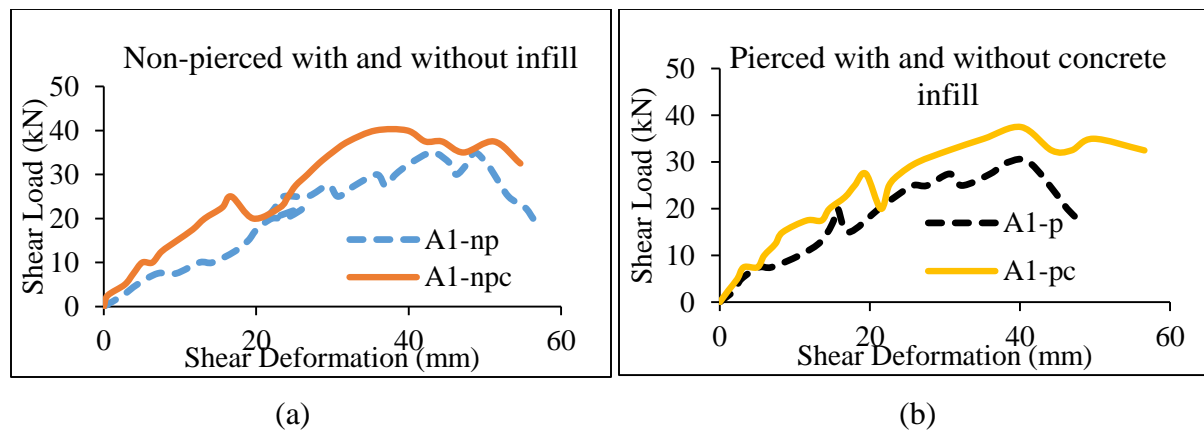 Non-pierced with and without infill
50
40
30
20
10
0
Shear Load (kN)
A1-np
A1-npc
0 20 40 60
Shear Deformation (mm)
(a)
Pierced with and without concrete
infill
50
40
30
20
10
0
Shear Load (kN)
A1-p
A1-pc
0 20 40 60
Shear Deformation (mm)
(b)